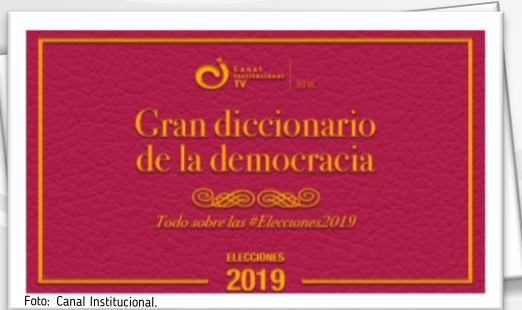 Canal
Institucional
TV
RTVC
Gran diccionario
de la democracia
Todo sobre las #Elecciones2019
ELECCIONES
2019
Foto: Canal Institucional.